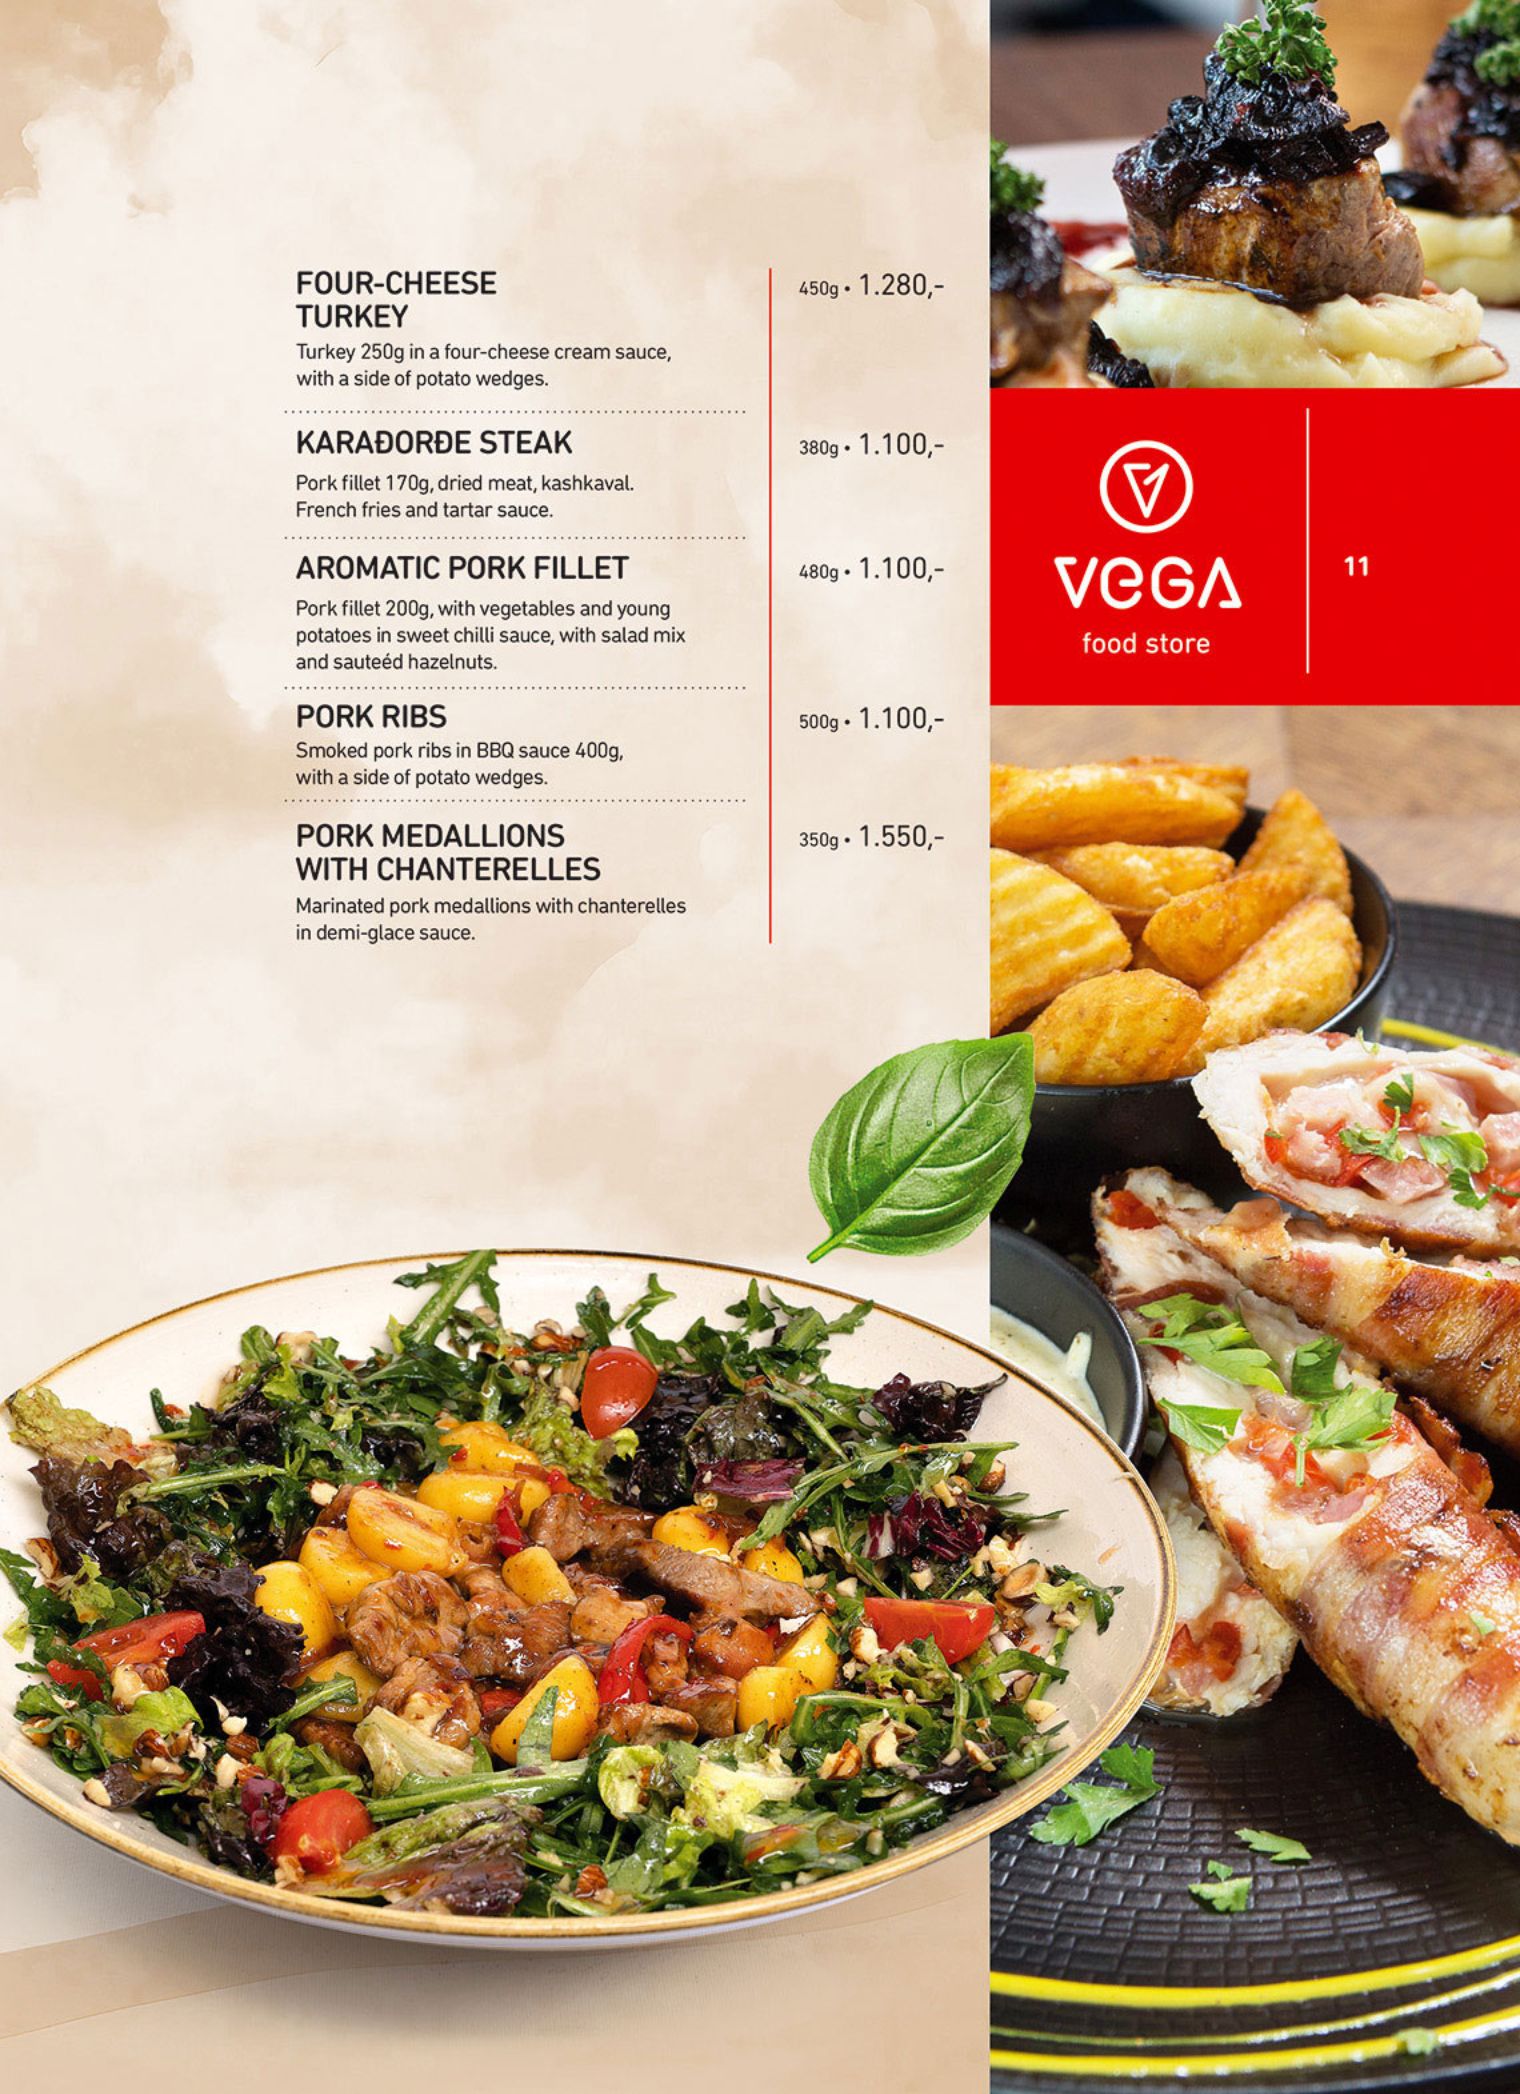 FOUR-CHEESE
TURKEY
450g • 1.280,-
Turkey 250g in a four-cheese cream sauce,
with a side of potato wedges.
KARAĐORĐE STEAK
380g • 1.100,-
Pork fillet 170g, dried meat, kashkaval.
French fries and tartar sauce.
AROMATIC PORK FILLET
480g • 1.100,-
Pork fillet 200g, with vegetables and young
potatoes in sweet chilli sauce, with salad mix
and sauteéd hazelnuts.
PORK RIBS
500g • 1.100,-
Smoked pork ribs in BBQ sauce 400g,
with a side of potato wedges.
PORK MEDALLIONS
WITH CHANTERELLES
350g • 1.550,-
Marinated pork medallions with chanterelles
in demi-glace sauce.
VeGA
food store
11